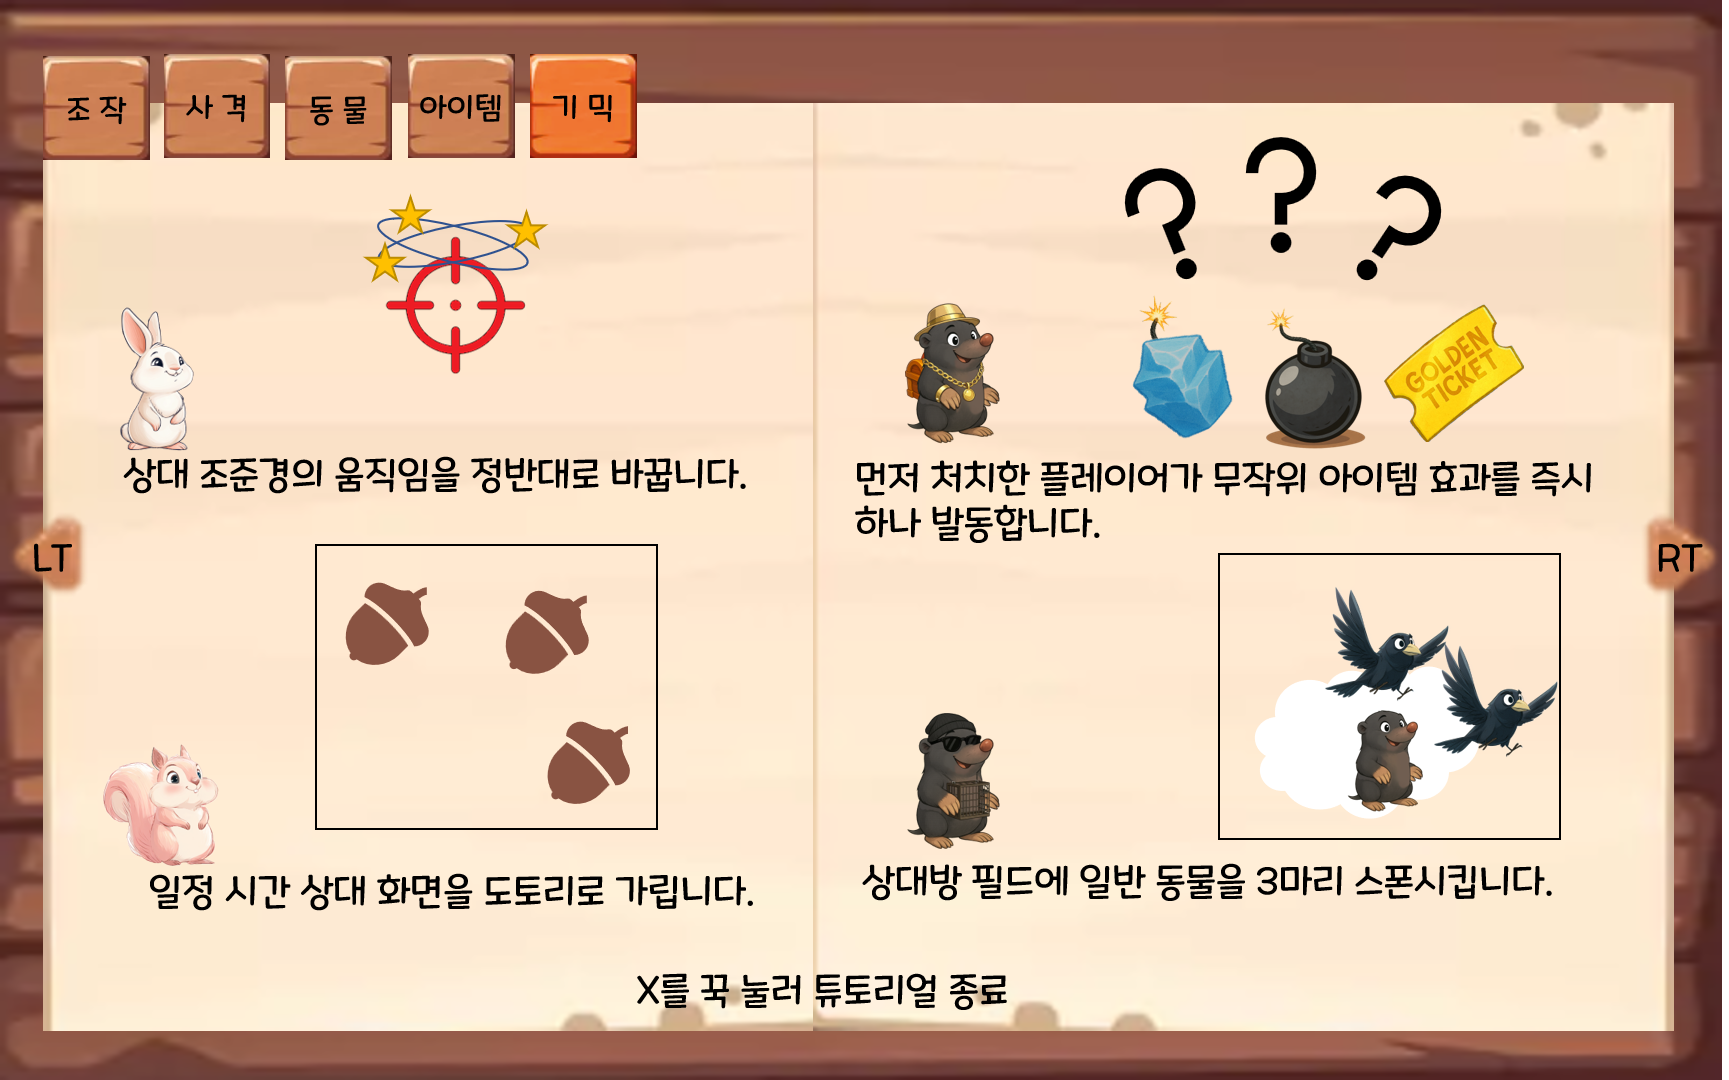 조 작
사 격
동 물
아이템
기 믹
GOLDEN
TICKET
상대 조준경의 움직임을 정반대로 바꿉니다.
먼저 처치한 플레이어가 무작위 아이템 효과를 즉시
하나 발동합니다.
LT
RT
일정 시간 상대 화면을 도토리로 가립니다.
상대방 필드에 일반 동물을 3마리 스폰시킵니다.
X를 꾹 눌러 튜토리얼 종료